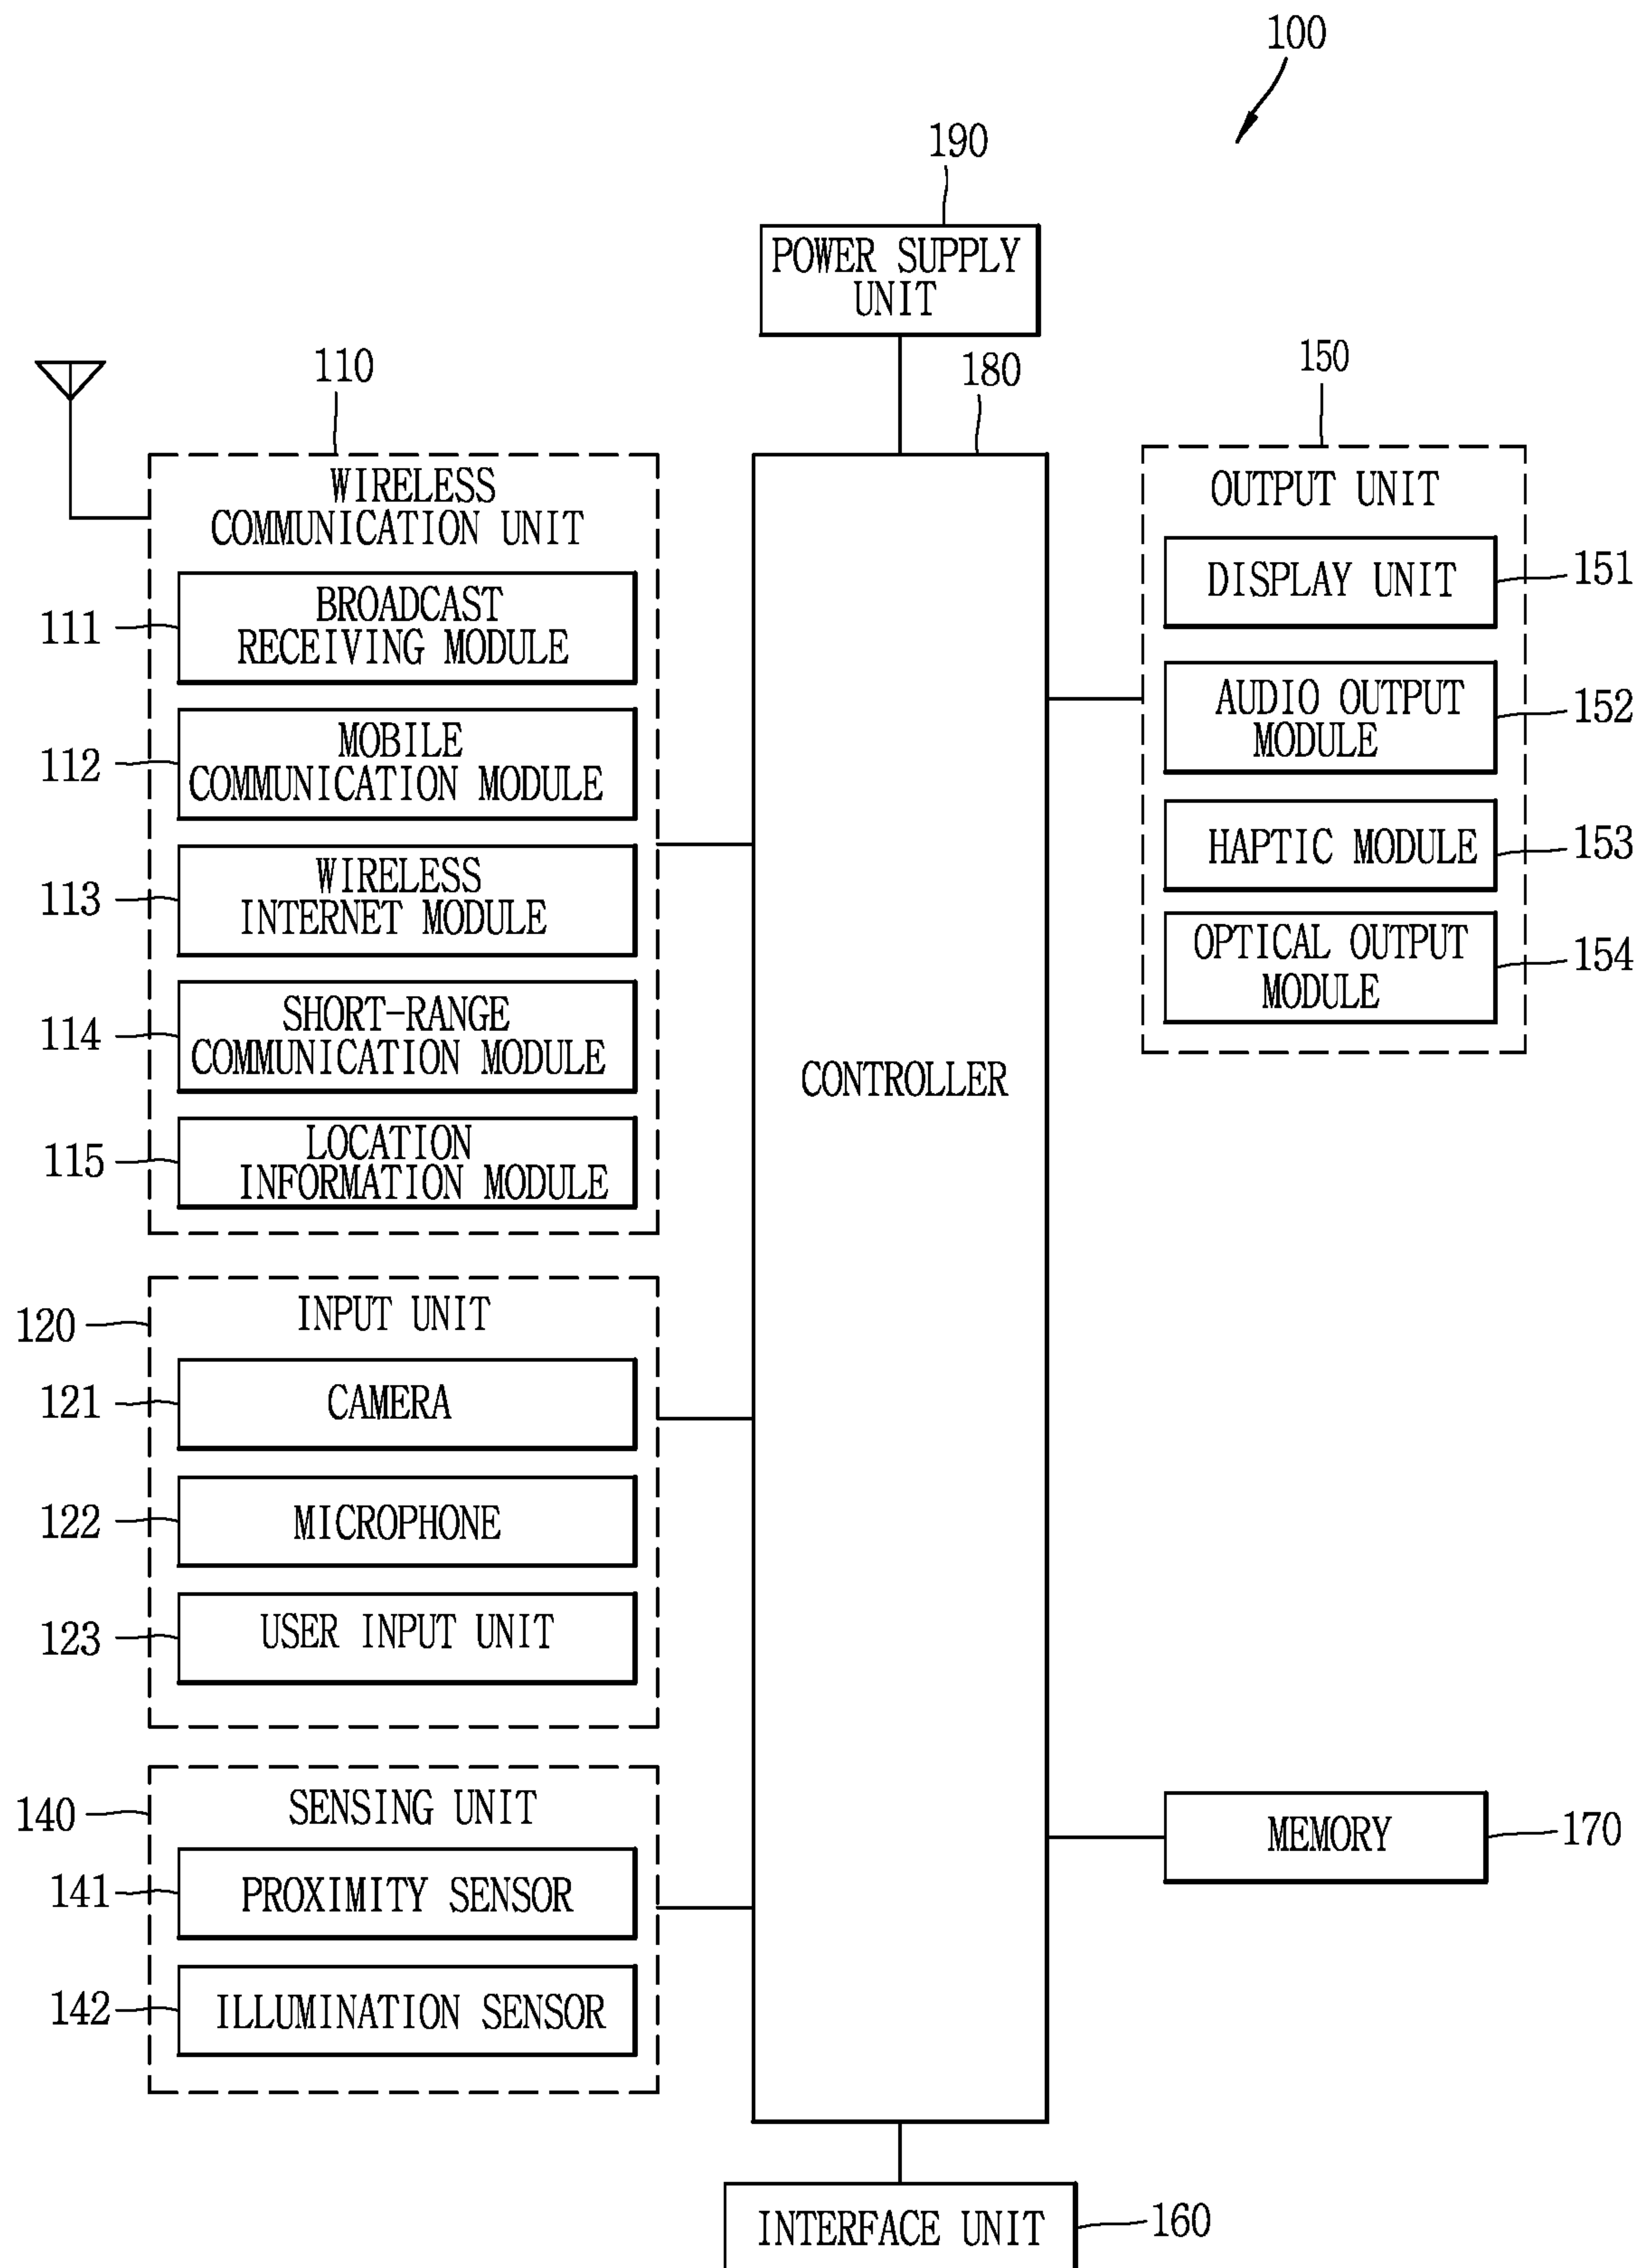 100
190
POWER SUPPLY
UNIT
110
180
150
WIRELESS
COMMUNICATION UNIT
111
BROADCAST
RECEIVING MODULE
112
MOBILE
COMMUNICATION MODULE
113
WIRELESS
INTERNET MODULE
114
SHORT-RANGE
COMMUNICATION MODULE
115
LOCATION
INFORMATION MODULE
120
INPUT UNIT
121
CAMERA
122
MICROPHONE
123
USER INPUT UNIT
140
SENSING UNIT
141
PROXIMITY SENSOR
142
ILLUMINATION SENSOR
CONTROLLER
OUTPUT UNIT
DISPLAY UNIT
151
AUDIO OUTPUT
MODULE
152
HAPTIC MODULE
153
OPTICAL OUTPUT
MODULE
154
MEMORY
170
INTERFACE UNIT
160